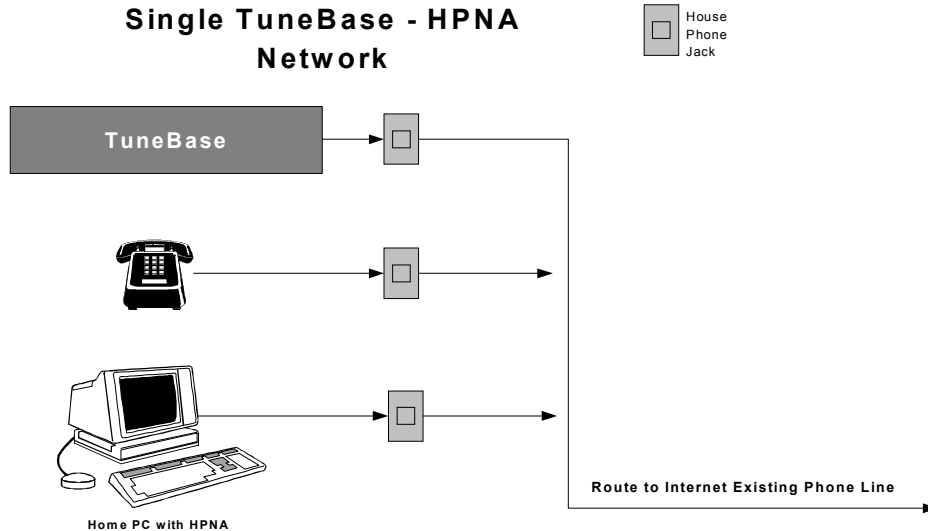 Single TuneBase - HPNA
Network
House
Phone
Jack
TuneBase
Route to Internet Existing Phone Line
Home PC with HPNA